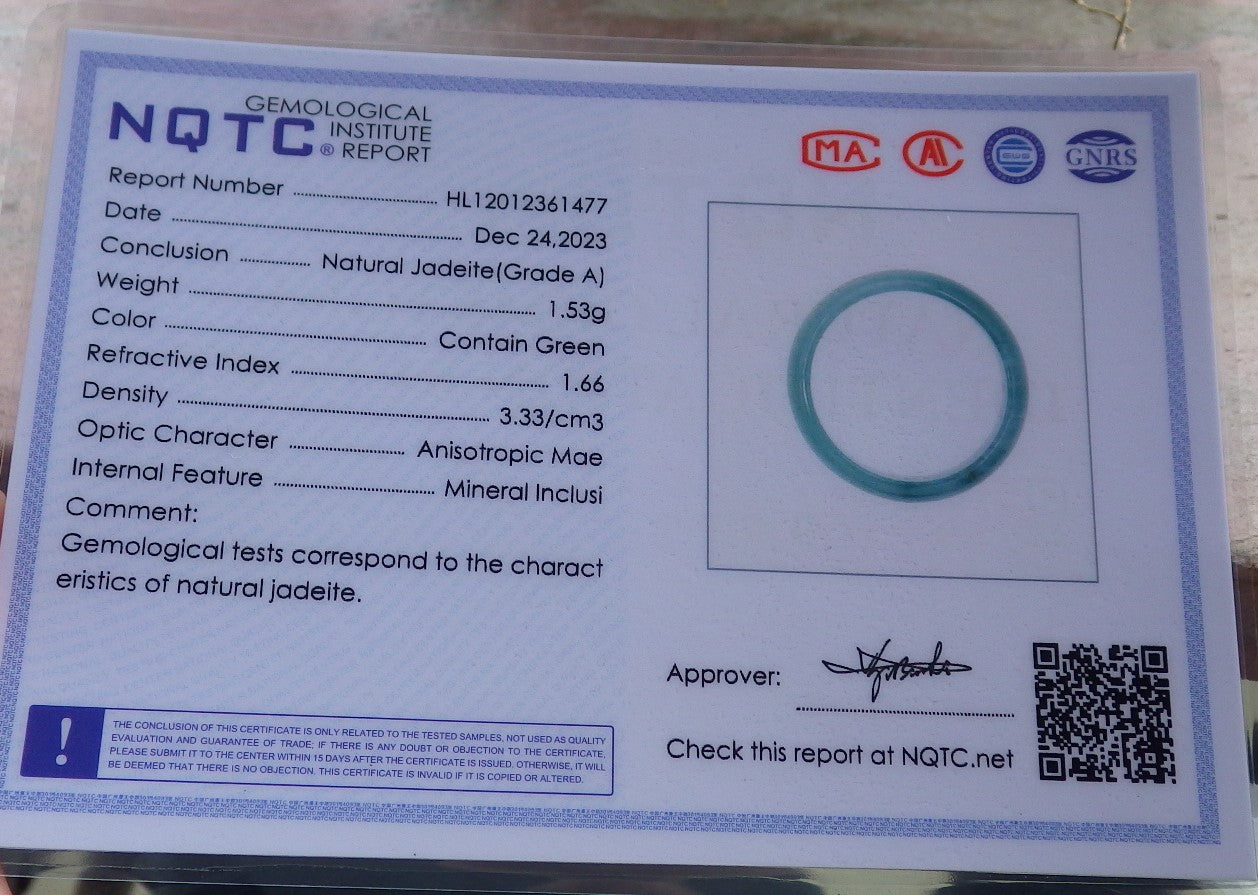 NQTC® GEMOLOGICAL
INSTITUTE
REPORT
MA
GNRS
Report Number ........ HL12012361477
Date ........ Dec 24,2023
Conclusion ........ Natural Jadeite(Grade A)
Weight ........ 1.53g
Color ........ Contain Green
Refractive Index ........ 1.66
Density ........ 3.33/cm3
Optic Character ........ Anisotropic Mae
Internal Feature ........ Mineral Inclusi
Comment:
Gemological tests correspond to the charact
eristics of natural jadeite.
Approver:
Check this report at NQTC.net
!
THE CONCLUSION OF THIS CERTIFICATE IS ONLY RELATED TO THE TESTED SAMPLES, NOT USED AS QUALITY
EVALUATION AND GUARANTEE OF TRADE; IF THERE IS ANY DOUBT OR OBJECTION TO THE CERTIFICATE,
PLEASE SUBMIT IT TO THE CENTER WITHIN 15 DAYS AFTER THE CERTIFICATE IS ISSUED. OTHERWISE, IT WILL
BE DEEMED THAT THERE IS NO OBJECTION. THIS CERTIFICATE IS INVALID IF IT IS COPIED OR ALTERED.